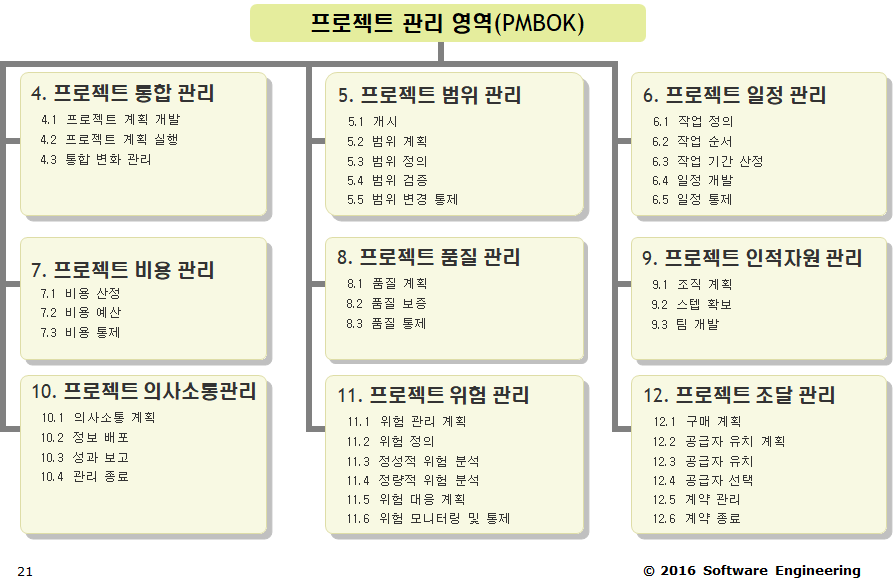 프로젝트 관리 영역(PMBOK)
4. 프로젝트 통합 관리
4.1 프로젝트 계획 개발
4.2 프로젝트 계획 실행
4.3 통합 변화 관리
5. 프로젝트 범위 관리
5.1 개시
5.2 범위 계획
5.3 범위 정의
5.4 범위 검증
5.5 범위 변경 통제
6. 프로젝트 일정 관리
6.1 작업 정의
6.2 작업 순서
6.3 작업 기간 산정
6.4 일정 개발
6.5 일정 통제
7. 프로젝트 비용 관리
7.1 비용 산정
7.2 비용 예산
7.3 비용 통제
8. 프로젝트 품질 관리
8.1 품질 계획
8.2 품질 보증
8.3 품질 통제
9. 프로젝트 인적자원 관리
9.1 조직 계획
9.2 스텝 확보
9.3 팀 개발
10. 프로젝트 의사소통관리
10.1 의사소통 계획
10.2 정보 배포
10.3 성과 보고
10.4 관리 종료
11. 프로젝트 위험 관리
11.1 위험 관리 계획
11.2 위험 정의
11.3 정성적 위험 분석
11.4 정량적 위험 분석
11.5 위험 대응 계획
11.6 위험 모니터링 및 통제
12. 프로젝트 조달 관리
12.1 구매 계획
12.2 공급자 유치 계획
12.3 공급자 유치
12.4 공급자 선택
12.5 계약 관리
12.6 계약 종료
21
© 2016 Software Engineering